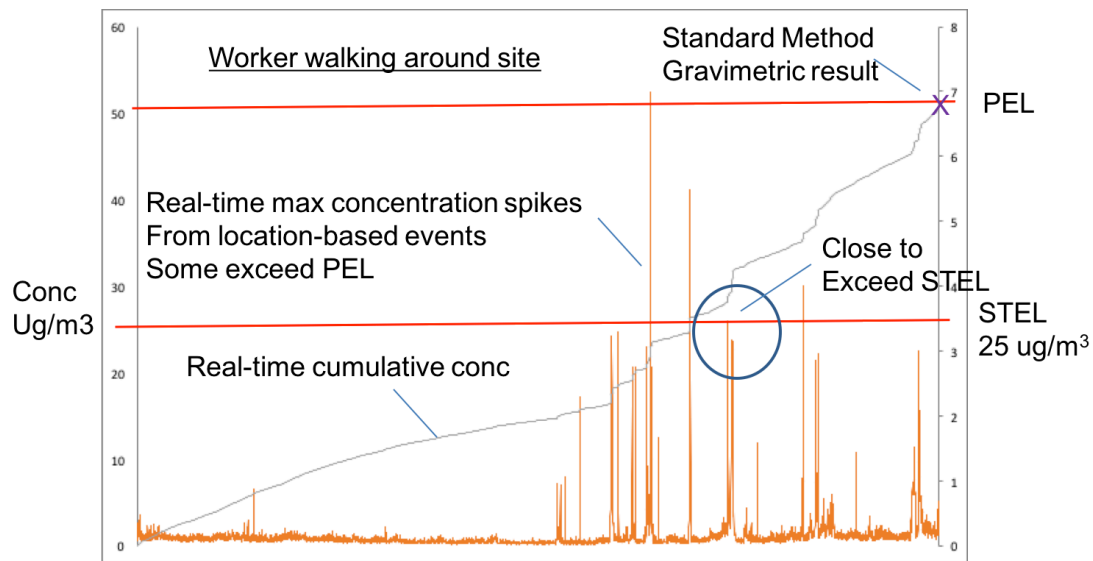 60
50
40
30
20
10
0
8
7
6
5
4
3
2
1
0
Worker walking around site
Standard Method
Gravimetric result
X
PEL
Real-time max concentration spikes
From location-based events
Some exceed PEL
Close to
Exceed STEL
Conc
Ug/m3
STEL
25 ug/m³
Real-time cumulative conc